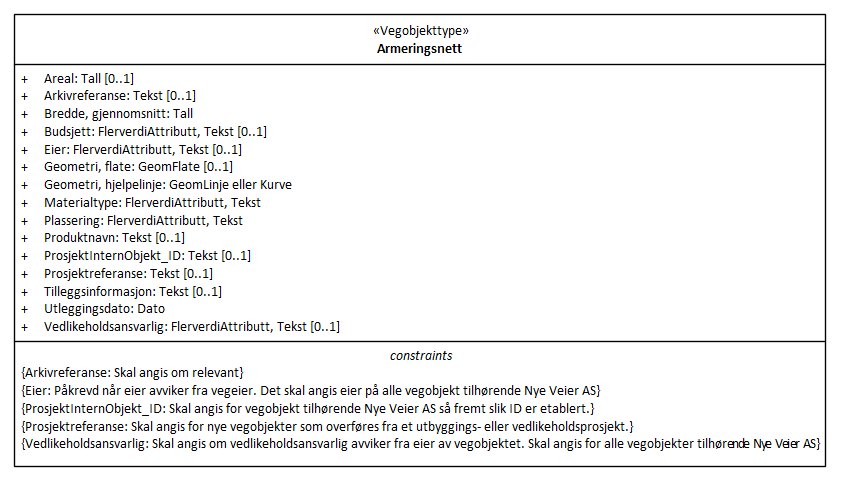 «Vegobjekttype»
Armeringsnett
+ Areal: Tall [0..1]
+ Arkivreferanse: Tekst [0..1]
+ Bredde, gjennomsnitt: Tall
+ Budsjett: FlerverdiAttributt, Tekst [0..1]
+ Eier: FlerverdiAttributt, Tekst [0..1]
+ Geometri, flate: GeomFlate [0..1]
+ Geometri, hjelpelinje: GeomLinje eller Kurve
+ Materialtype: FlerverdiAttributt, Tekst
+ Plassering: FlerverdiAttributt, Tekst
+ Produktnavn: Tekst [0..1]
+ ProsjektInternObjekt_ID: Tekst [0..1]
+ Prosjektreferanse: Tekst [0..1]
+ Tilleggsinformasjon: Tekst [0..1]
+ Utleggingsdato: Dato
+ Vedlikeholdsansvarlig: FlerverdiAttributt, Tekst [0..1]
constraints
{Arkivreferanse: Skal angis om relevant}
{Eier: Påkrevd når eier avviker fra vegeier. Det skal angis eier på alle vegobjekt tilhørende Nye Veier AS}
{ProsjektInternObjekt_ID: Skal angis for vegobjekt tilhørende Nye Veier AS så fremt slik ID er etablert.}
{Prosjektreferanse: Skal angis for nye vegobjekter som overføres fra et utbyggings- eller vedlikeholdsprosjekt.}
{Vedlikeholdsansvarlig: Skal angis om vedlikeholdsansvarlig avviker fra eier av vegobjektet. Skal angis for alle vegobjekter tilhørende Nye Veier AS}